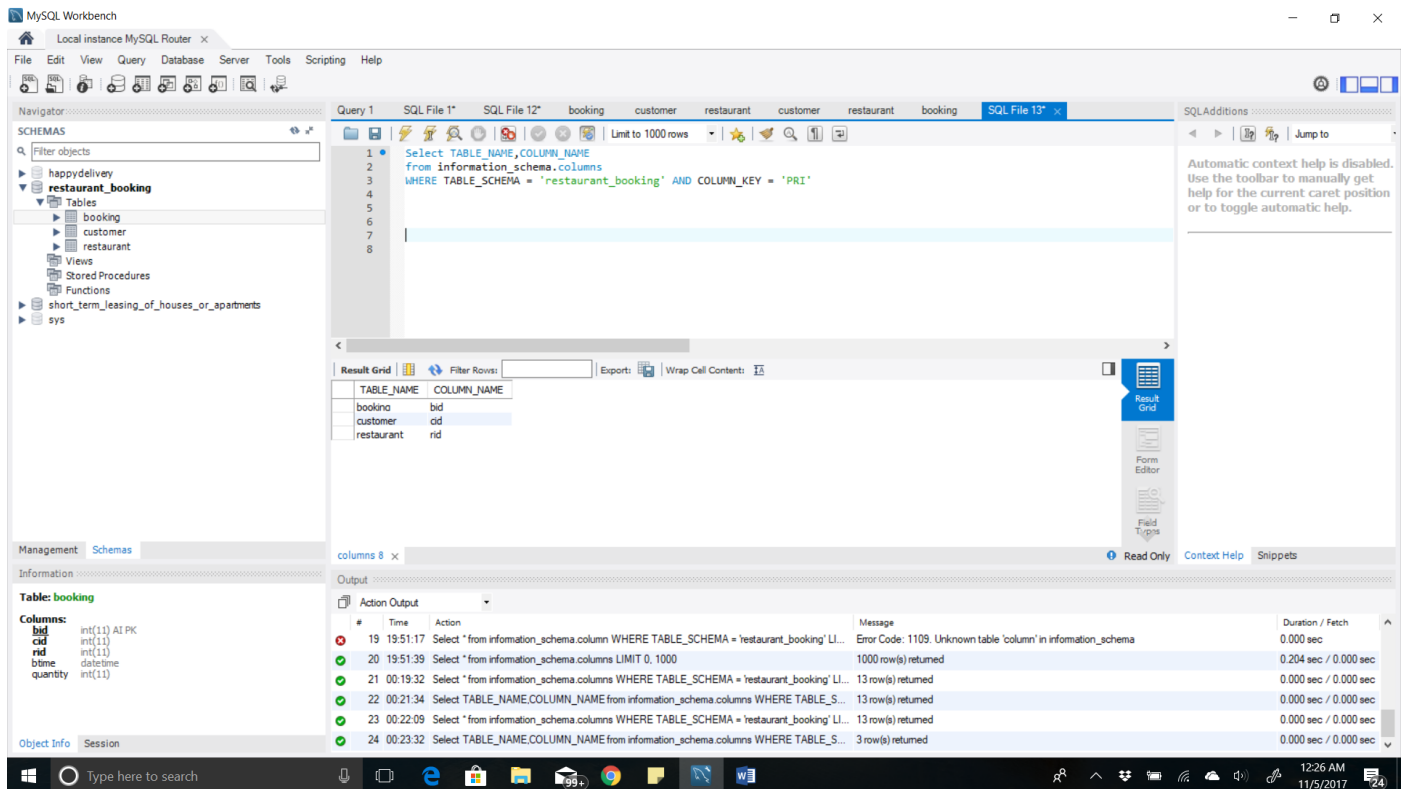 MySQL Workbench
Local instance MySQL Router
File Edit View Query Database Server Tools Scripting Help
Navigator
SCHEMAS
Filter objects
happydelivery
restaurant_booking
Tables
booking
customer
restaurant
Views
Stored Procedures
Functions
short_term_leasing_of_houses_or_apartments
sys
Management Schemas
Information
Table: booking
Columns:
bid int(11) AI PK
cid int(11)
rid int(11)
btime datetime
quantity int(11)
Object Info Session
Query 1 SQL File 1* SQL File 12* booking customer restaurant customer restaurant booking SQL File 13*
Limit to 1000 rows
1 Select TABLE_NAME,COLUMN_NAME
2 from information_schema.columns
3 WHERE TABLE_SCHEMA = 'restaurant_booking' AND COLUMN_KEY = 'PRI'
4
5
6
7
8
Result Grid Filter Rows: Export: Wrap Cell Content:
TABLE_NAME COLUMN_NAME
booking bid
customer cid
restaurant rid
Result
Grid
Form
Editor
Field
Types
columns 8
Read Only
SQLAdditions
Jump to
Automatic context help is disabled.
Use the toolbar to manually get
help for the current caret position
or to toggle automatic help.
Context Help Snippets
Output
Action Output
# Time Action Message Duration / Fetch
19 19:51:17 Select * from information_schema.column WHERE TABLE_SCHEMA = 'restaurant_booking' LI... Error Code: 1109. Unknown table 'column' in information_schema 0.000 sec
20 19:51:39 Select * from information_schema.columns LIMIT 0, 1000 1000 row(s) returned 0.204 sec / 0.000 sec
21 00:19:32 Select * from information_schema.columns WHERE TABLE_SCHEMA = 'restaurant_booking' LI... 13 row(s) returned 0.000 sec / 0.000 sec
22 00:21:34 Select TABLE_NAME,COLUMN_NAME from information_schema.columns WHERE TABLE_S... 13 row(s) returned 0.000 sec / 0.000 sec
23 00:22:09 Select * from information_schema.columns WHERE TABLE_SCHEMA = 'restaurant_booking' LI... 13 row(s) returned 0.000 sec / 0.000 sec
24 00:23:32 Select TABLE_NAME,COLUMN_NAME from information_schema.columns WHERE TABLE_S... 3 row(s) returned 0.000 sec / 0.000 sec
Type here to search
99+
12:26 AM
11/5/2017
24